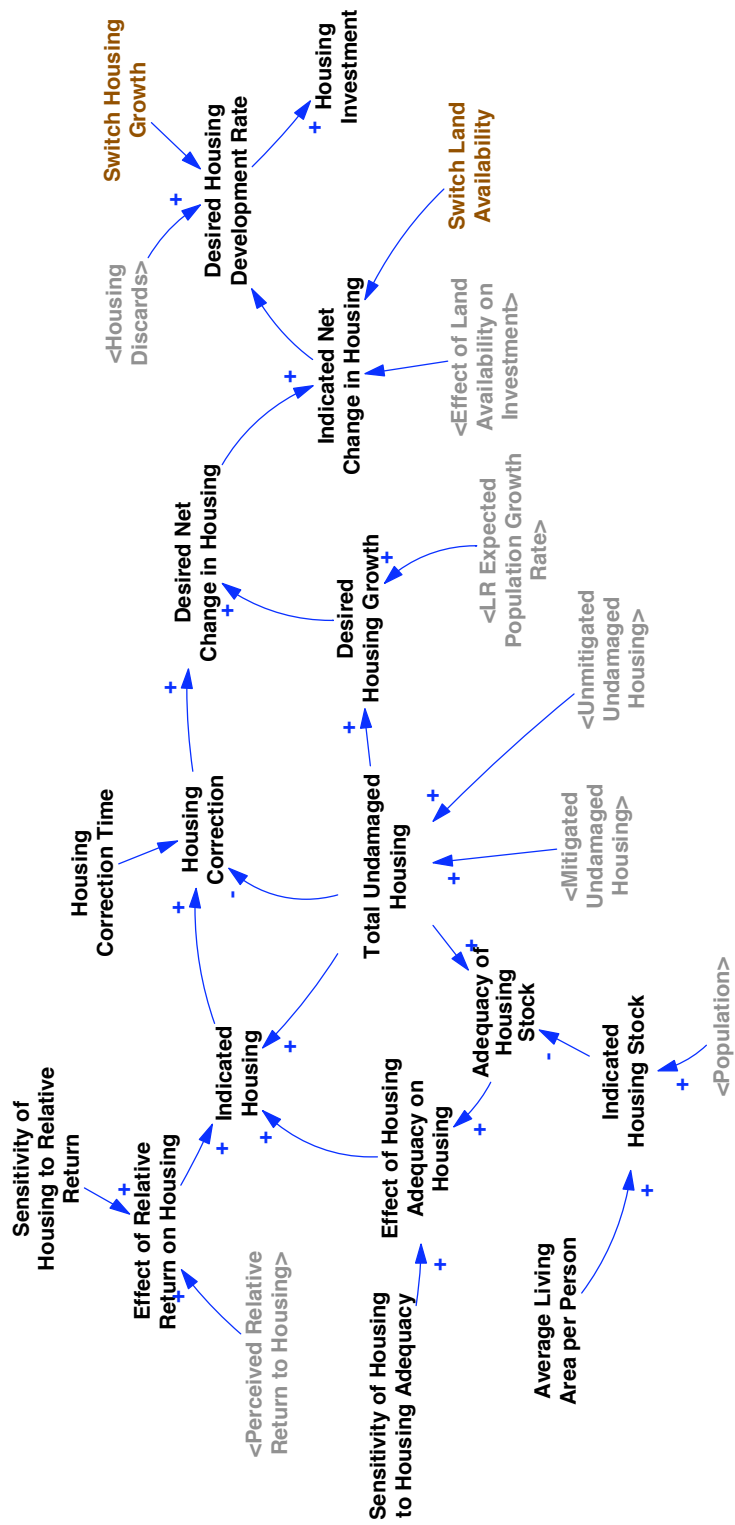 Sensitivity of
Housing to Relative
Return
Housing
Correction Time
Switch Housing
Growth
<Housing
Discards>
Effect of Relative
Return on Housing
Housing
Correction
Desired Net
Change in Housing
Desired Housing
Development Rate
Indicated
Housing
<Perceived Relative
Return to Housing>
Housing
Investment
Indicated Net
Change in Housing
Desired
Housing Growth
Total Undamaged
Housing
Effect of Housing
Adequacy on
Housing
Sensitivity of Housing
to Housing Adequacy
Switch Land
Availability
<Effect of Land
Availability on
Investment>
<LR Expected
Population Growth
Rate>
Adequacy of
Housing
Stock
Average Living
Area per Person
<Mitigated
Undamaged
Housing>
<Unmitigated
Undamaged
Housing>
Indicated
Housing Stock
<Population>